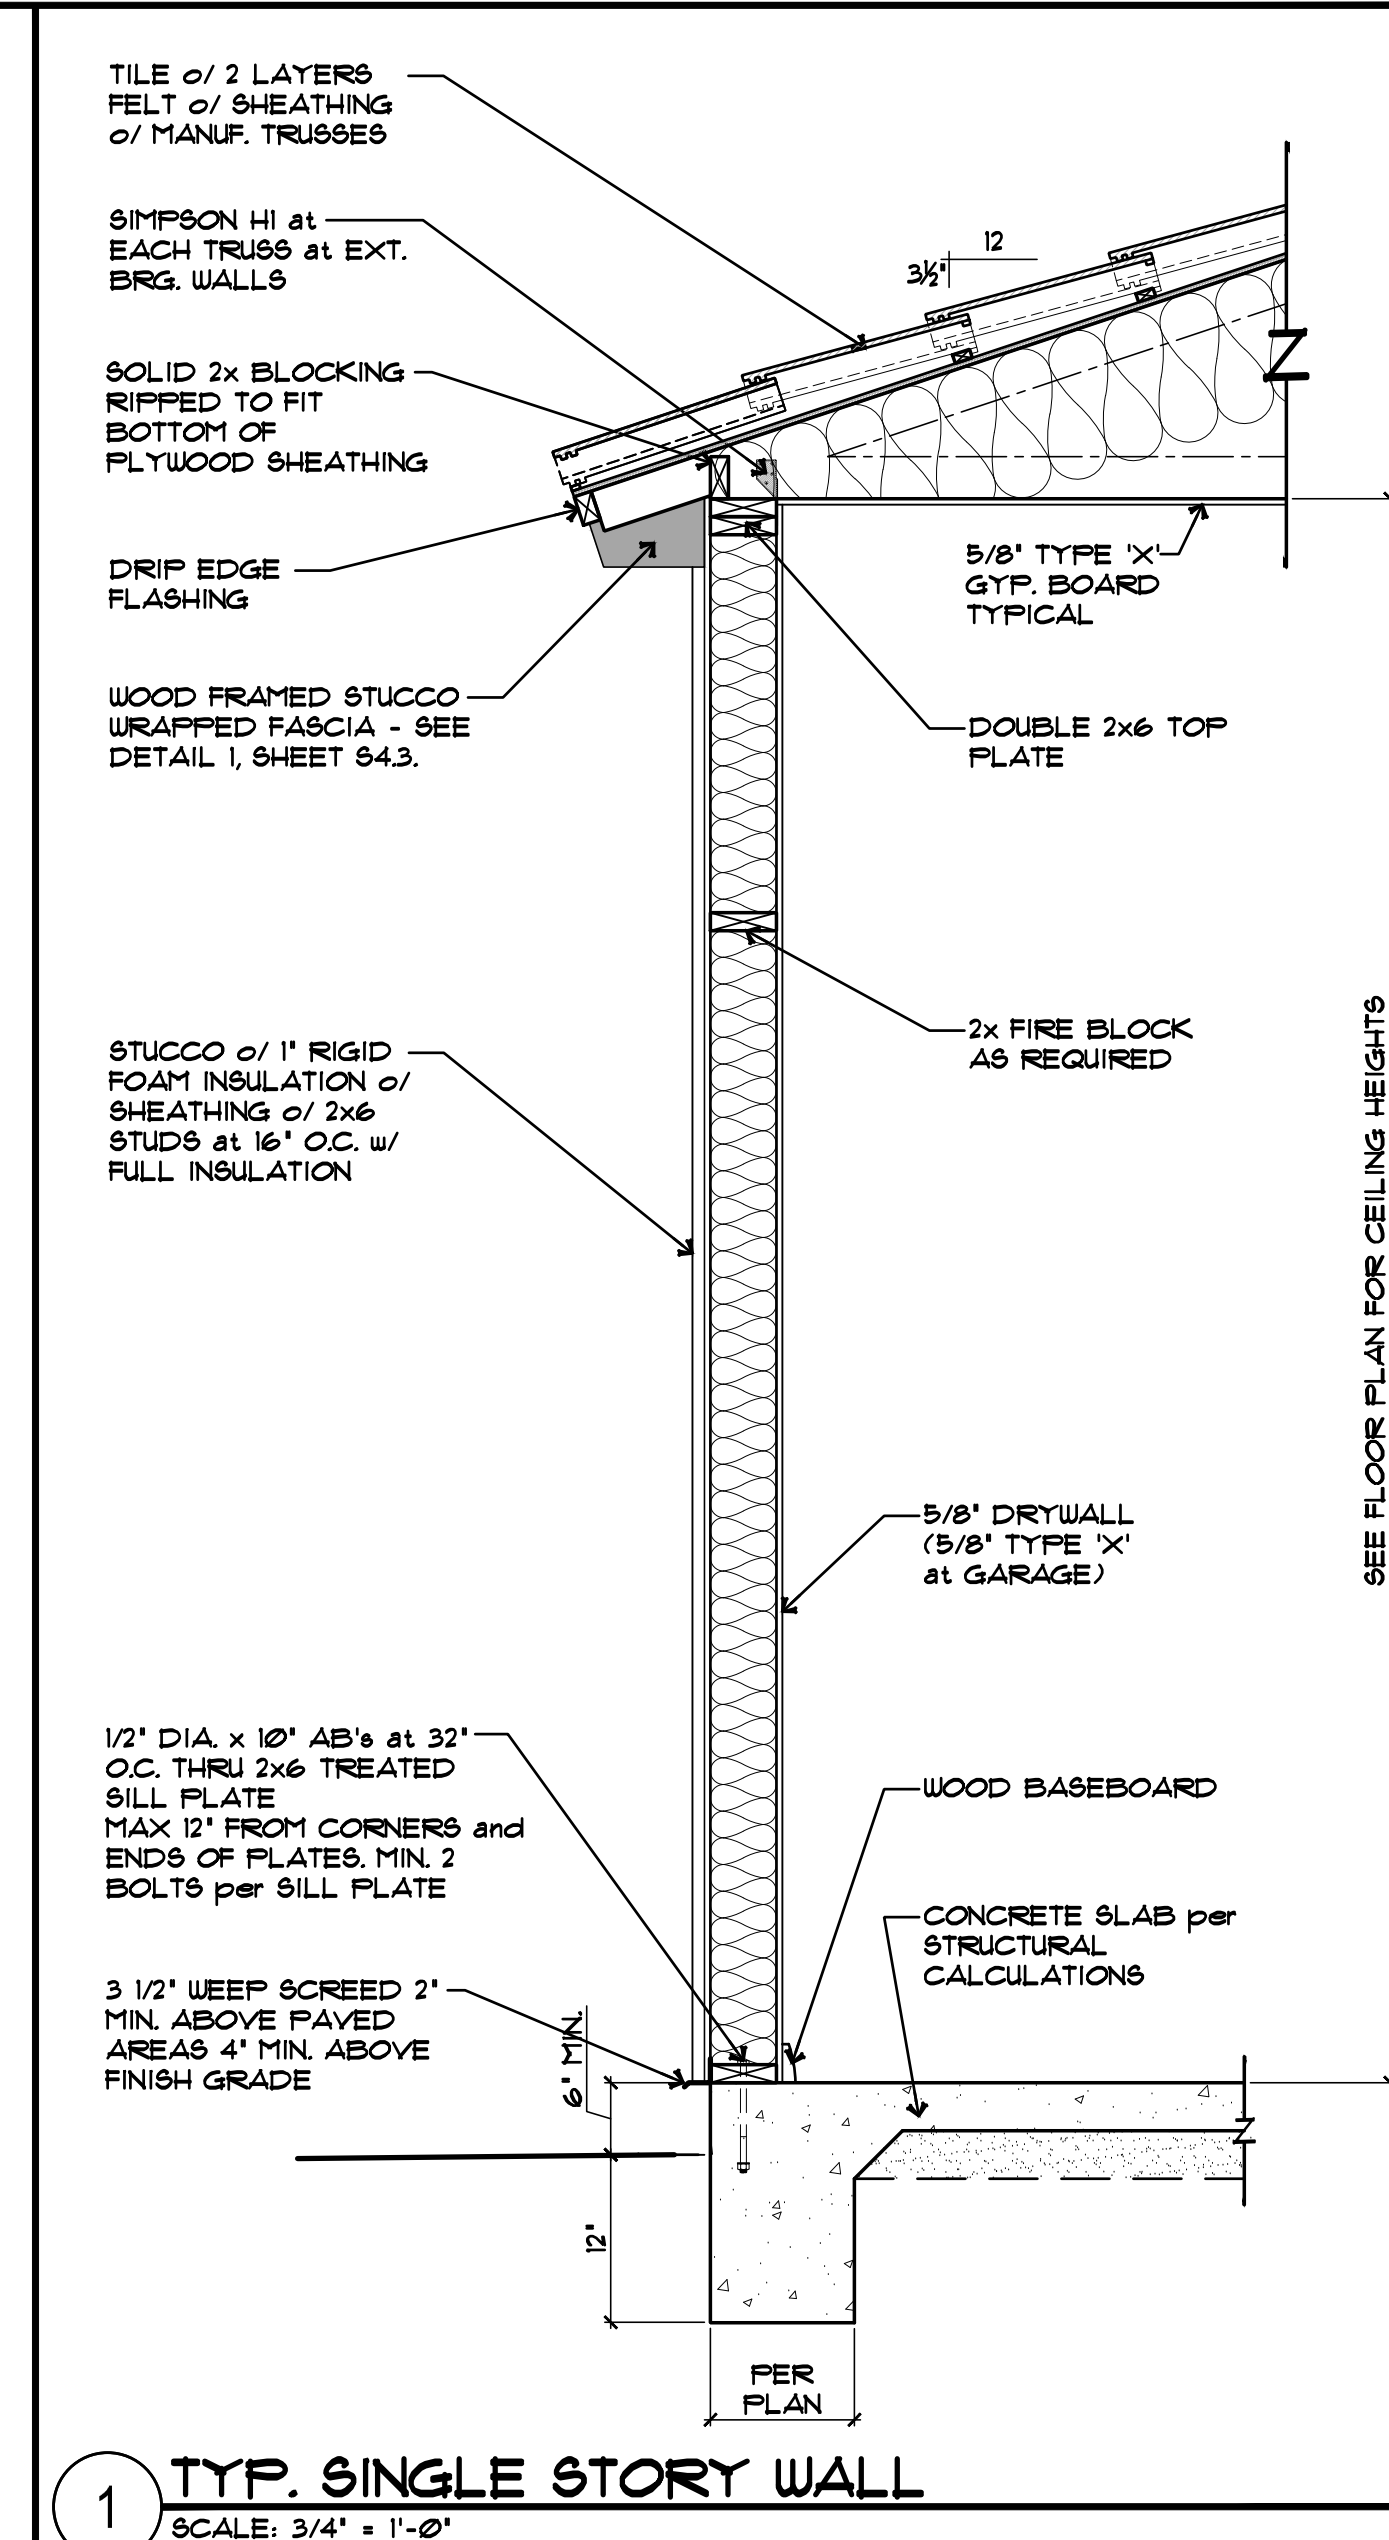 TILE o/ 2 LAYERS
FELT o/ SHEATHING
o/ MANUF. TRUSSES
SIMPSON H1 at
EACH TRUSS at EXT.
BRG. WALLS
12
3½"
SOLID 2x BLOCKING
RIPPED TO FIT
BOTTOM OF
PLYWOOD SHEATHING
DRIP EDGE
FLASHING
5/8" TYPE 'X'
GYP. BOARD
TYPICAL
WOOD FRAMED STUCCO
WRAPPED FASCIA - SEE
DETAIL 1, SHEET S4.3.
DOUBLE 2x6 TOP
PLATE
2x FIRE BLOCK
AS REQUIRED
STUCCO o/ 1" RIGID
FOAM INSULATION o/
SHEATHING o/ 2x6
STUDS at 16" O.C. w/
FULL INSULATION
SEE FLOOR PLAN FOR CEILING HEIGHTS
5/8" DRYWALL
(5/8" TYPE 'X'
at GARAGE)
1/2" DIA. x 10" AB's at 32"
O.C. THRU 2x6 TREATED
SILL PLATE
MAX 12" FROM CORNERS and
ENDS OF PLATES. MIN. 2
BOLTS per SILL PLATE
WOOD BASEBOARD
CONCRETE SLAB per
STRUCTURAL
CALCULATIONS
3 1/2" WEEP SCREED 2"
MIN. ABOVE PAVED
AREAS 4" MIN. ABOVE
FINISH GRADE
6" MIN.
12"
PER
PLAN
1
TYP. SINGLE STORY WALL
SCALE: 3/4" = 1'-0"